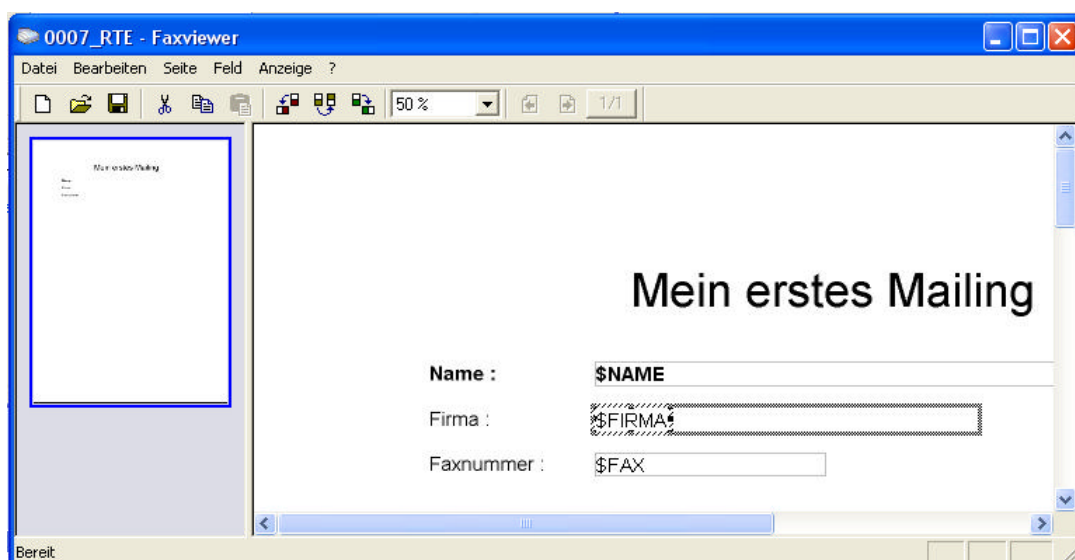 0007_RTE - Faxviewer
Datei Bearbeiten Seite Feld Anzeige ?
50 % 1/1
Mein erstes Mailing
Mein erstes Mailing
Name : $NAME
Firma : $FIRMA
Faxnummer : $FAX
Bereit